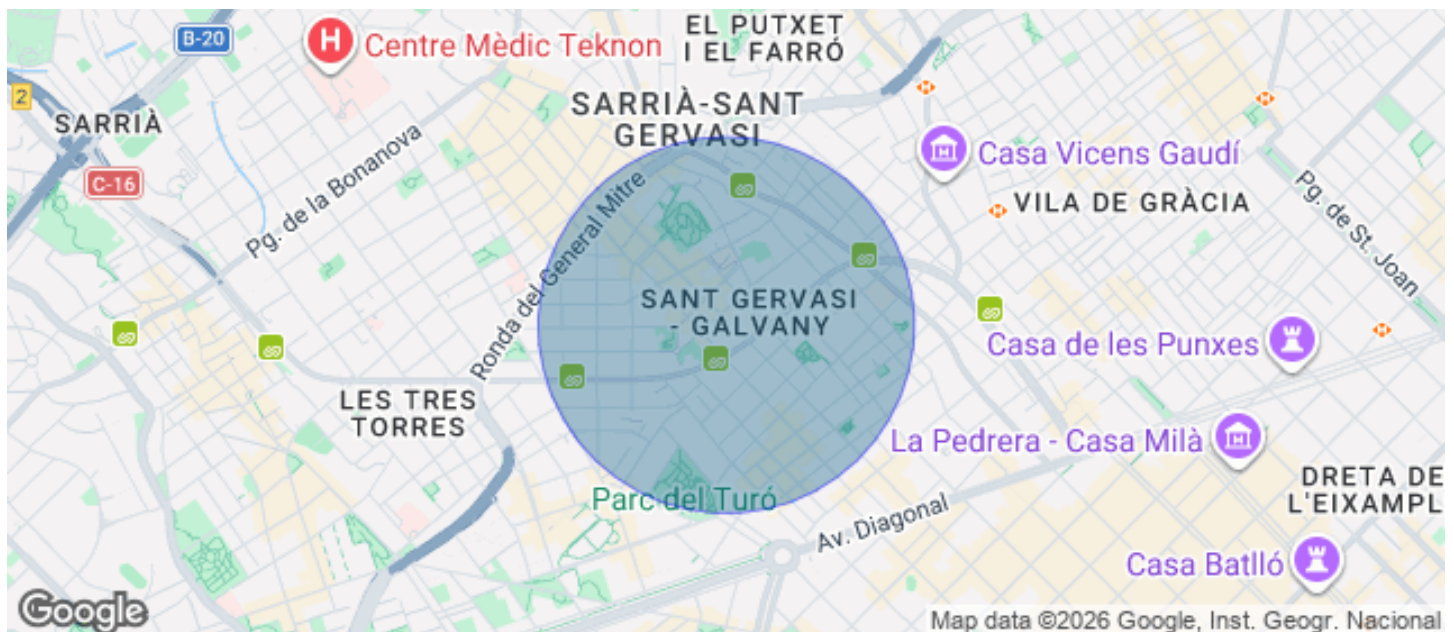 EL PUTXET
I EL FARRÓ
B-20
H
Centre Mèdic Teknon
2
SARRIÀ
SARRIÀ-SANT
GERVASI
Casa Vicens Gaudí
C-16
Pg. de la Bonanova
Ronda del General Mitre
VILA DE GRÀCIA
Pg. de St. Joan
SANT GERVASI
- GALVANY
Casa de les Punxes
LES TRES
TORRES
La Pedrera - Casa Milà
Parc del Turó
DRETA DE
L'EIXAMPL
Av. Diagonal
Casa Batlló
Google
Map data ©2026 Google, Inst. Geogr. Nacional